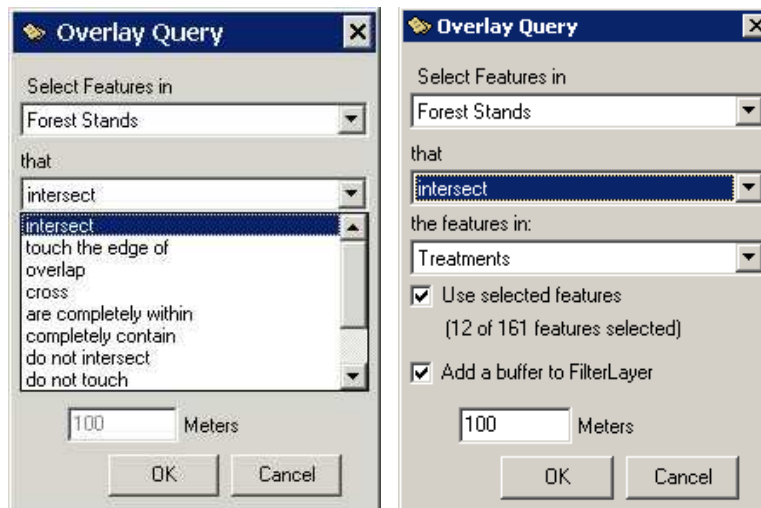 Overlay Query
Select Features in
Forest Stands
that
intersect
intersect
touch the edge of
overlap
cross
are completely within
completely contain
do not intersect
do not touch
100 Meters
OK Cancel
Overlay Query
Select Features in
Forest Stands
that
intersect
the features in:
Treatments
Use selected features
(12 of 161 features selected)
Add a buffer to FilterLayer
100 Meters
OK Cancel